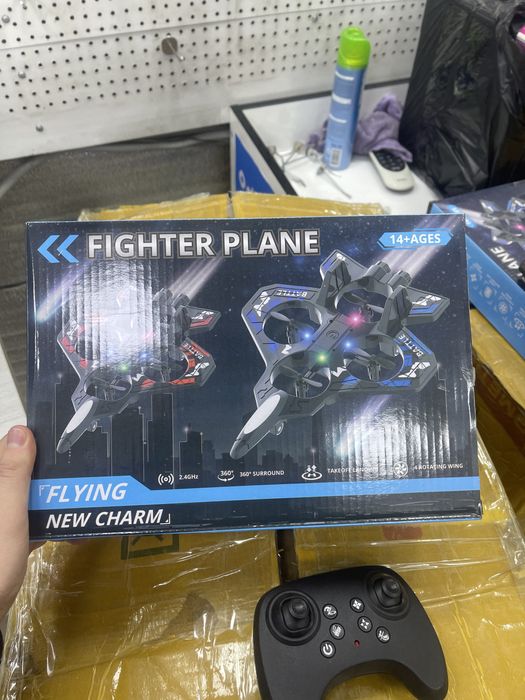 FIGHTER PLANE
14+AGES
BATTLE
BATTLE
BATTLE
2.4GHz
360°
360° SURROUND
TAKEOFF LANDING
4 ROTATING WING
FLYING
NEW CHARM